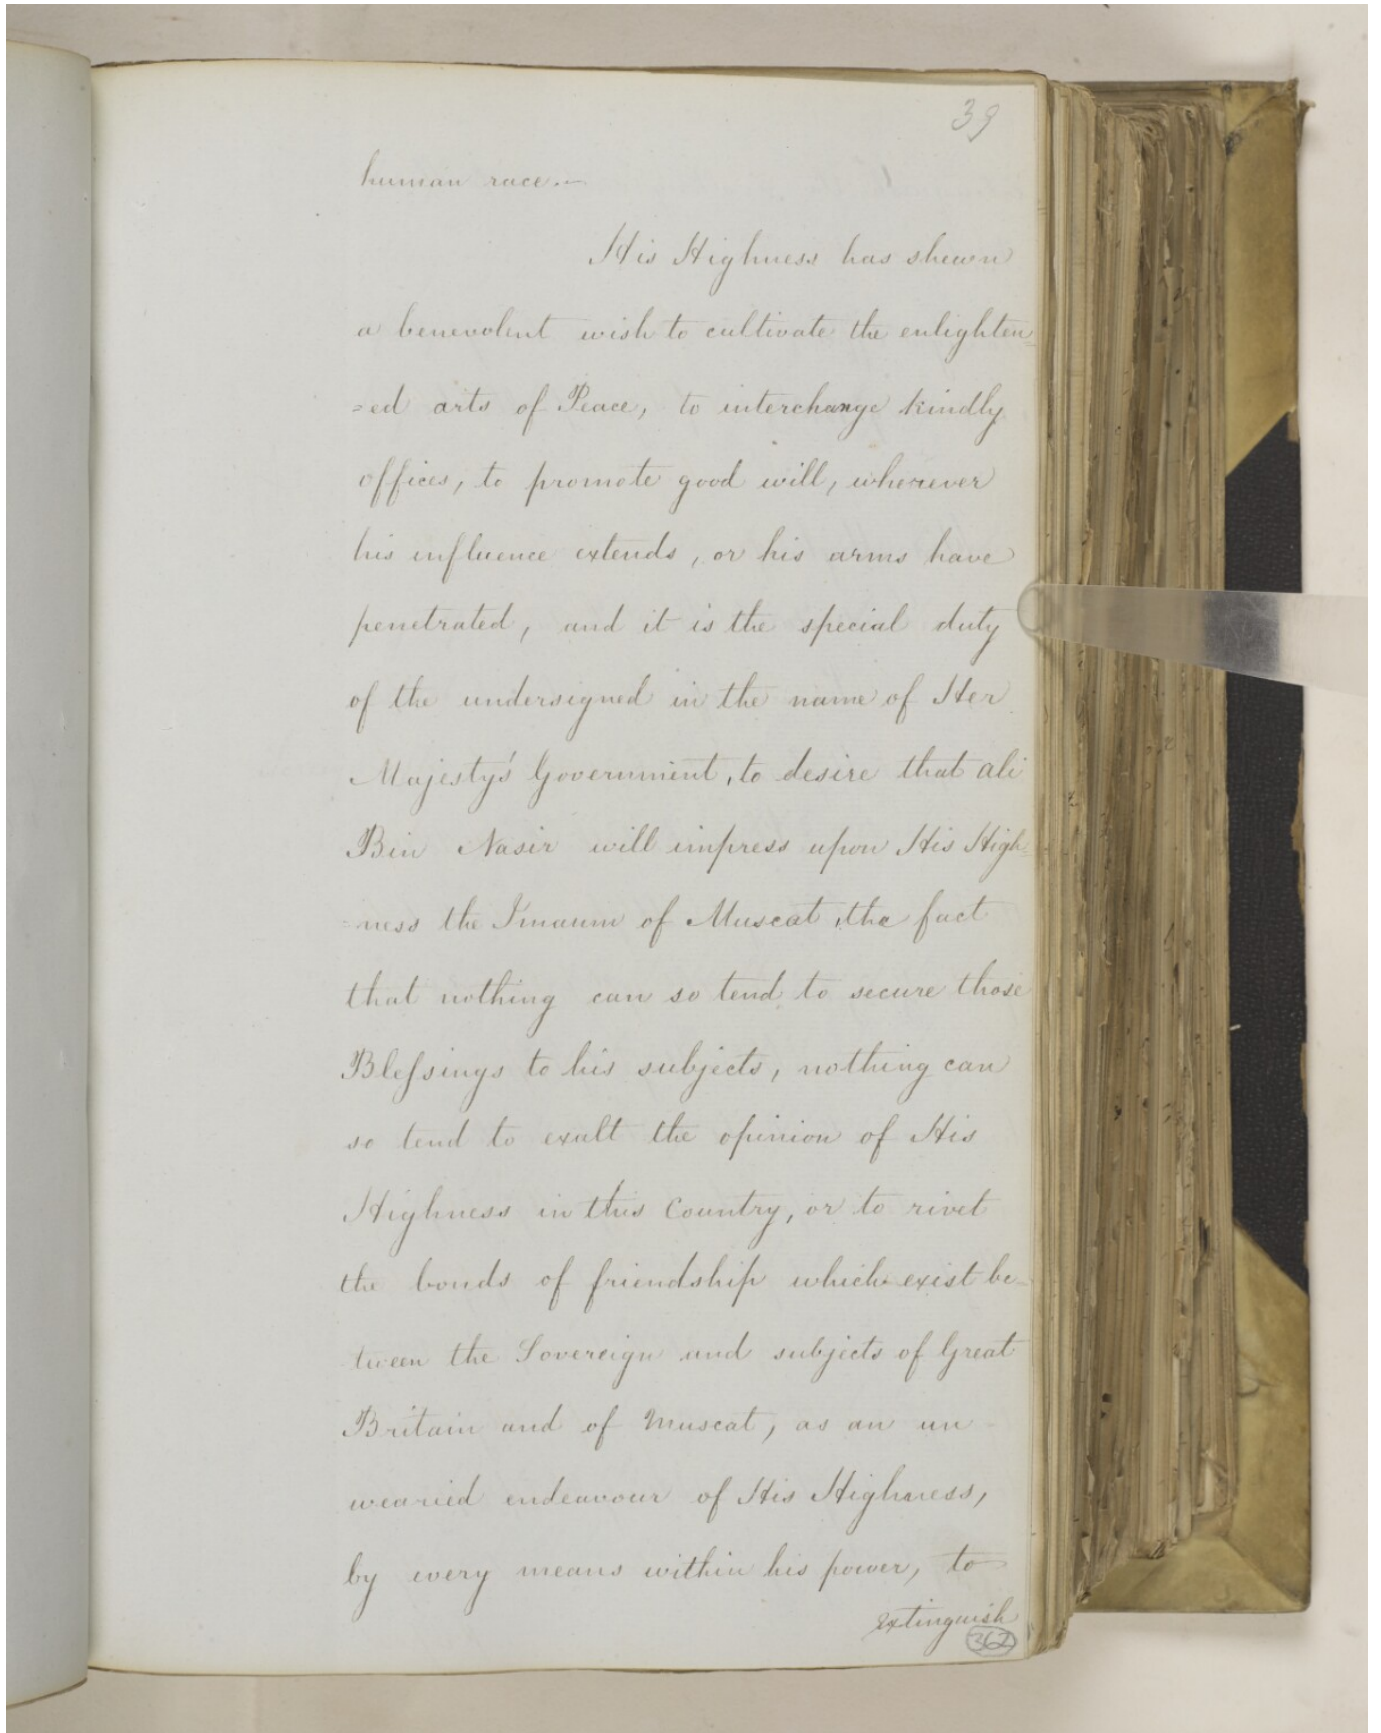 39
human race.—
His Highness has shewn
a benevolent wish to cultivate the enlighten=
=ed arts of Peace, to interchange kindly
offices, to promote good will, wherever
his influence extends, or his arms have
penetrated, and it is the special duty
of the undersigned in the name of Her
Majesty's Government, to desire that Ali
Bin Nasir will impress upon His High=
=ness the Imaum of Muscat, the fact
that nothing can so tend to secure those
Blefsings to his subjects, nothing can
so tend to exalt the opinion of His
Highness in this Country, or to rivet
the bonds of friendship which exist be-
tween the Sovereign and subjects of Great
Britain and of Muscat, as an un-
wearied endeavour of His Highness,
by every means within his power, to
extinguish
362